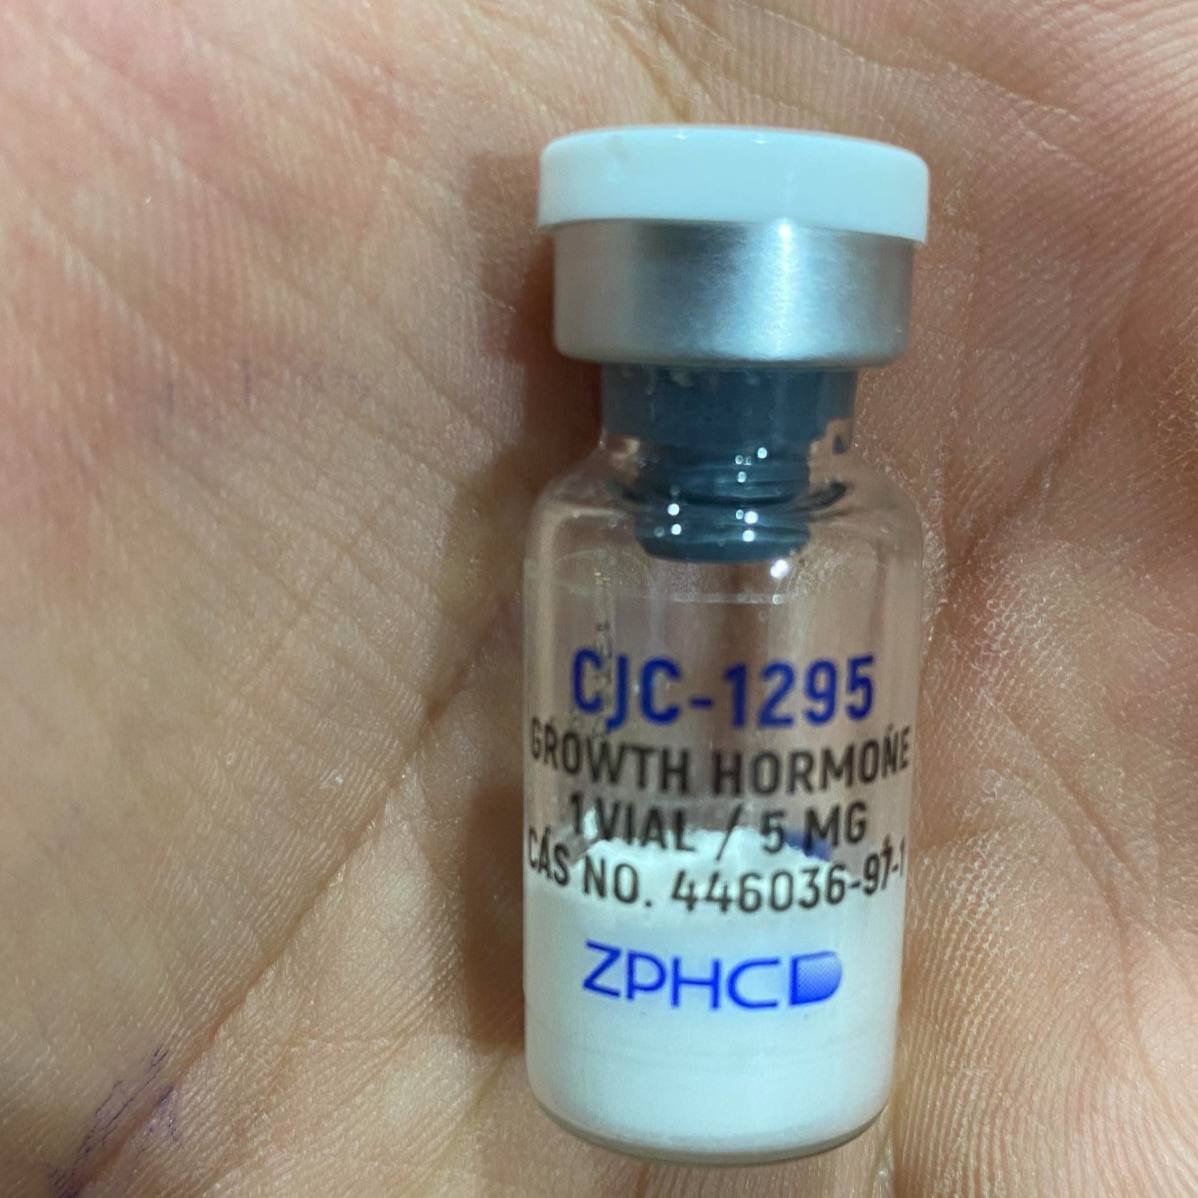 CJC-1295
GROWTH HORMONE
1 VIAL / 5 MG
CAS NO. 446036-97-1
ZPHC